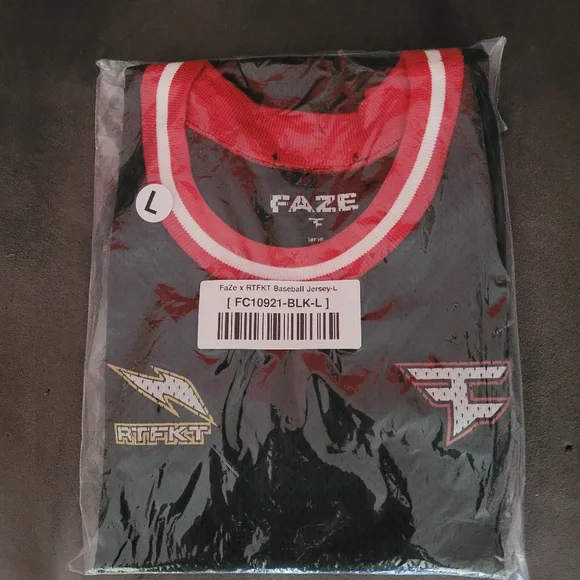 FAZE
L
FaZe x RTFKT Baseball Jersey-L
[ FC10921-BLK-L ]
RTFKT